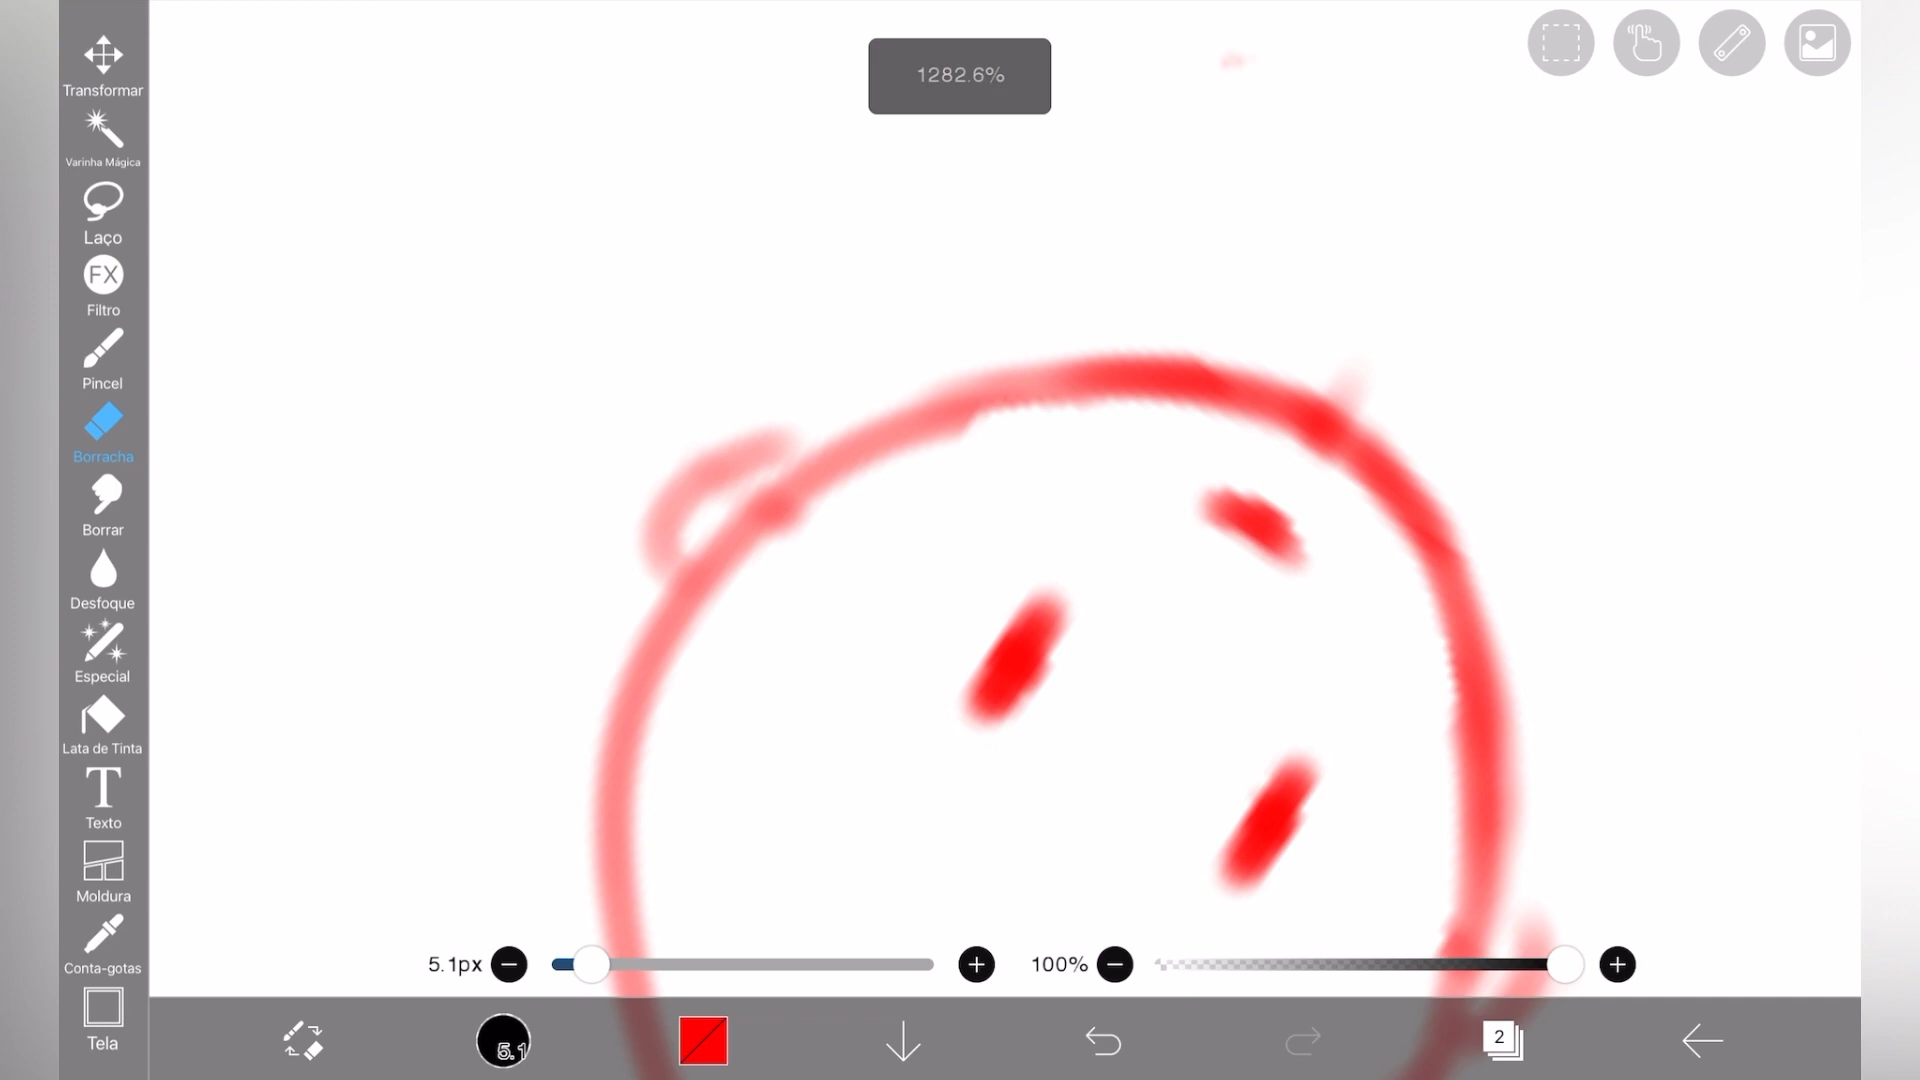 1282.6%
Transformar
Varinha Mágica
Laço
FX
Filtro
Pincel
Borracha
Borrar
Desfoque
Especial
Lata de Tinta
T
Texto
Moldura
Conta-gotas
Tela
5.1px
100%
5.1
2